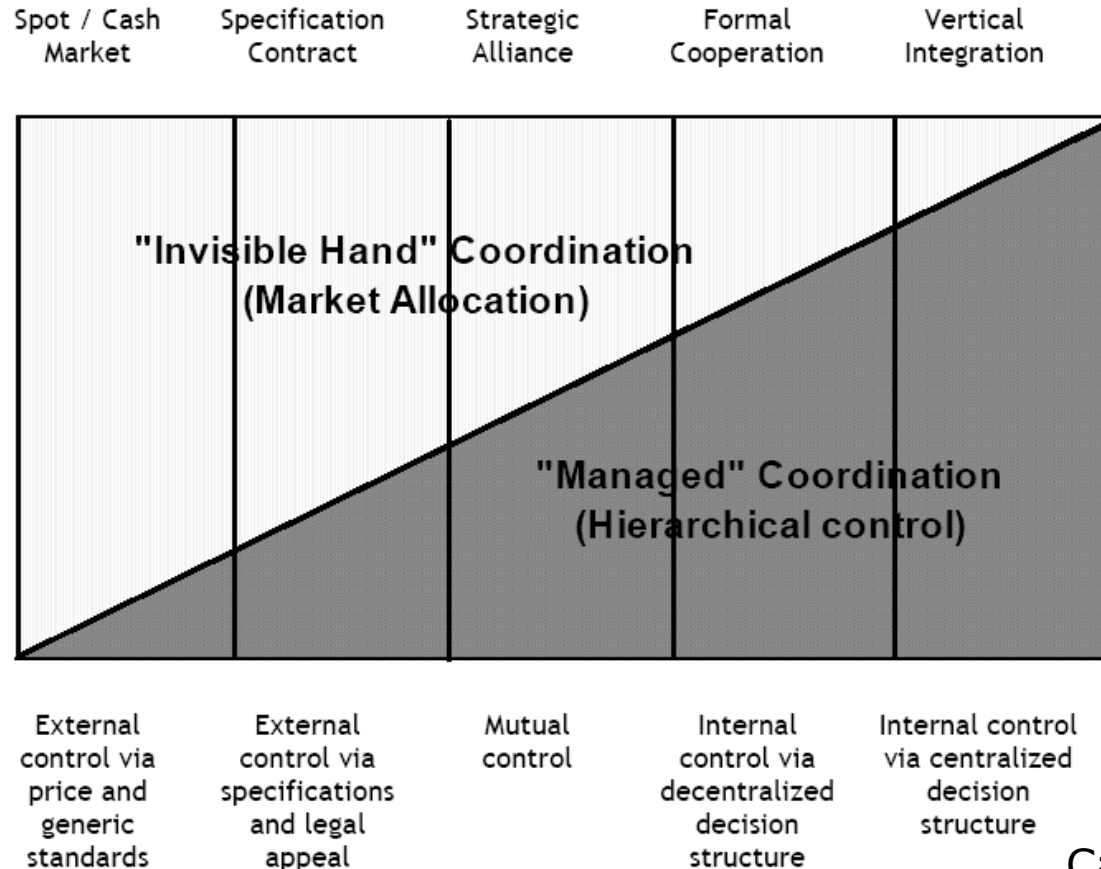 Spot / Cash
Market
Specification
Contract
Strategic
Alliance
Formal
Cooperation
Vertical
Integration
"Invisible Hand" Coordination
(Market Allocation)
"Managed" Coordination
(Hierarchical control)
External
control via
price and
generic
standards
External
control via
specifications
and legal
appeal
Mutual
control
Internal
control via
decentralized
decision
structure
Internal control
via centralized
decision
structure